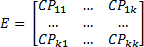 E = [CP₁₁ ... CP₁ₖ
... ... ...
CPₖ₁ ... CPₖₖ]